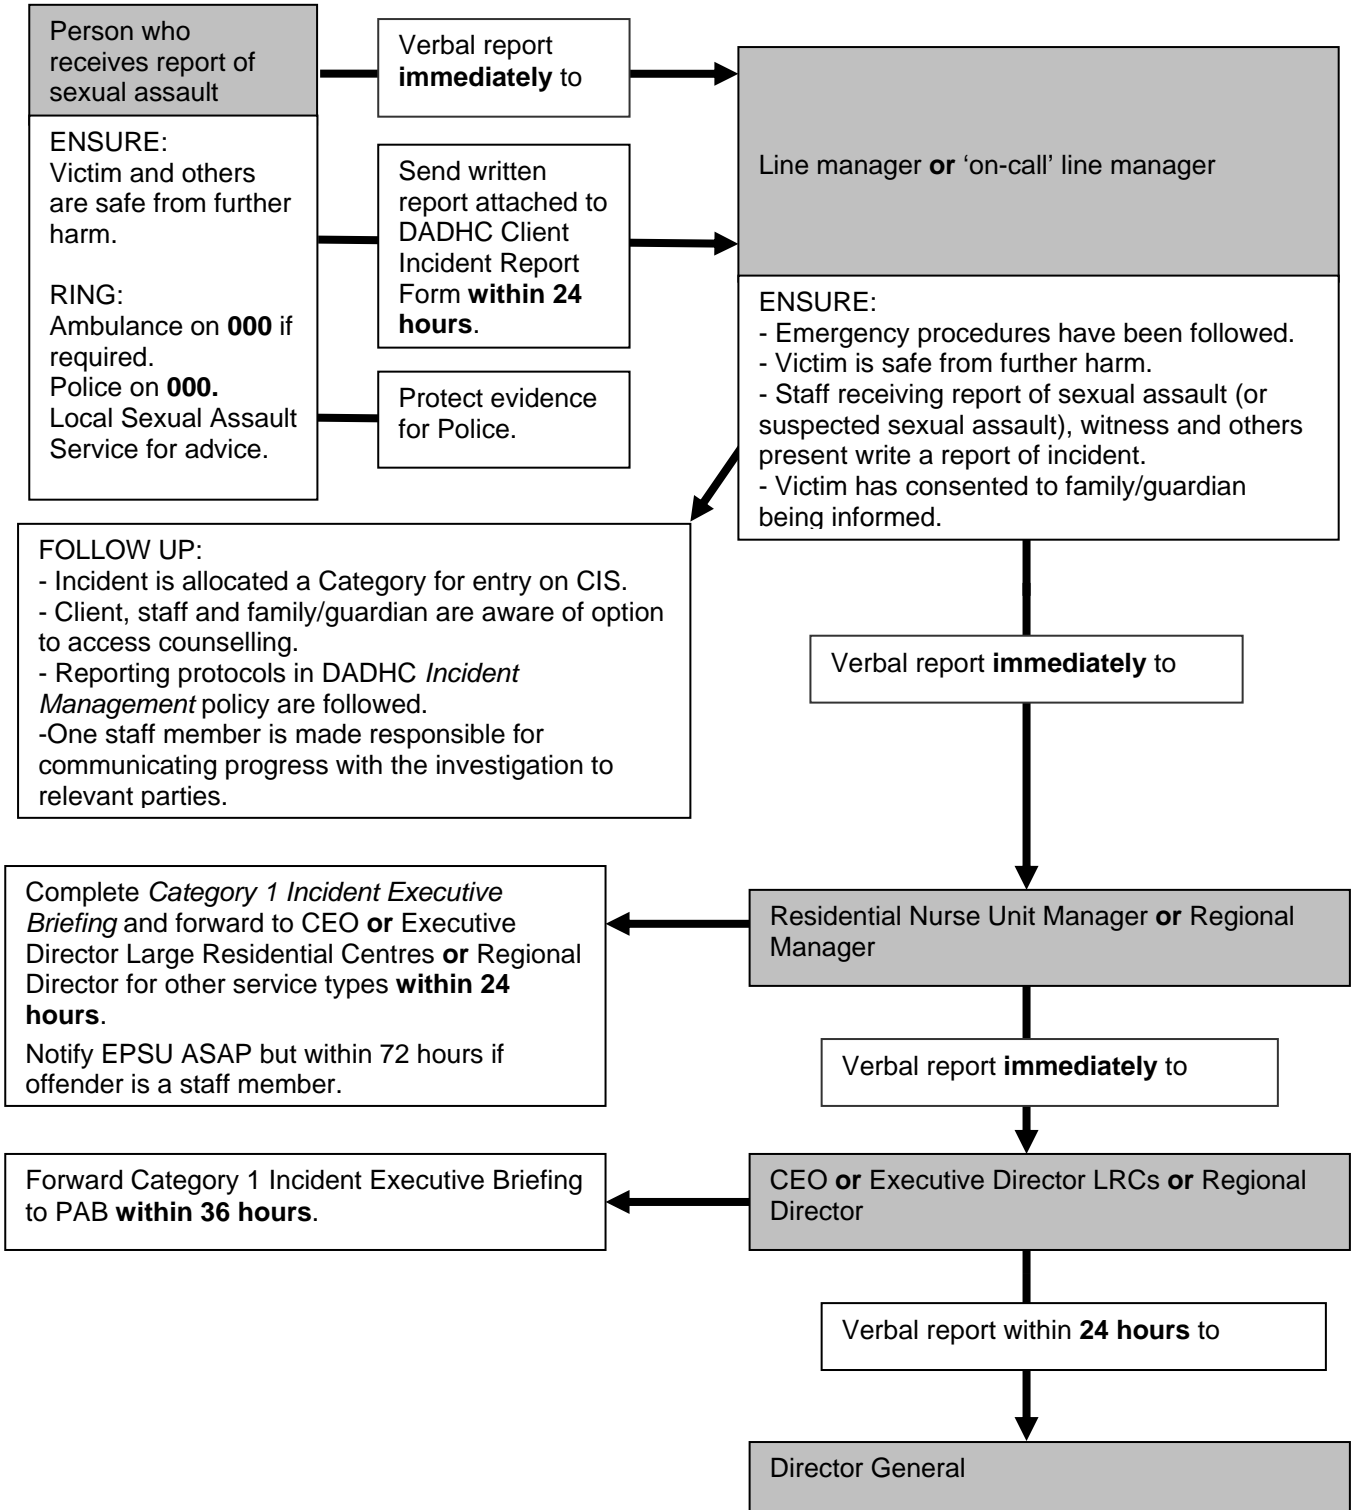 Person who
receives report of
sexual assault
Verbal report
immediately to
ENSURE:
Victim and others
are safe from further
harm.
RING:
Ambulance on 000 if
required.
Police on 000.
Local Sexual Assault
Service for advice.
Send written
report attached to
DADHC Client
Incident Report
Form within 24
hours.
Protect evidence
for Police.
Line manager or 'on-call' line manager
ENSURE:
- Emergency procedures have been followed.
- Victim is safe from further harm.
- Staff receiving report of sexual assault (or
suspected sexual assault), witness and others
present write a report of incident.
- Victim has consented to family/guardian
being informed.
FOLLOW UP:
- Incident is allocated a Category for entry on CIS.
- Client, staff and family/guardian are aware of option
to access counselling.
- Reporting protocols in DADHC Incident
Management policy are followed.
-One staff member is made responsible for
communicating progress with the investigation to
relevant parties.
Verbal report immediately to
Residential Nurse Unit Manager or Regional
Manager
Complete Category 1 Incident Executive
Briefing and forward to CEO or Executive
Director Large Residential Centres or Regional
Director for other service types within 24
hours.
Notify EPSU ASAP but within 72 hours if
offender is a staff member.
Verbal report immediately to
CEO or Executive Director LRCs or Regional
Director
Forward Category 1 Incident Executive Briefing
to PAB within 36 hours.
Verbal report within 24 hours to
Director General